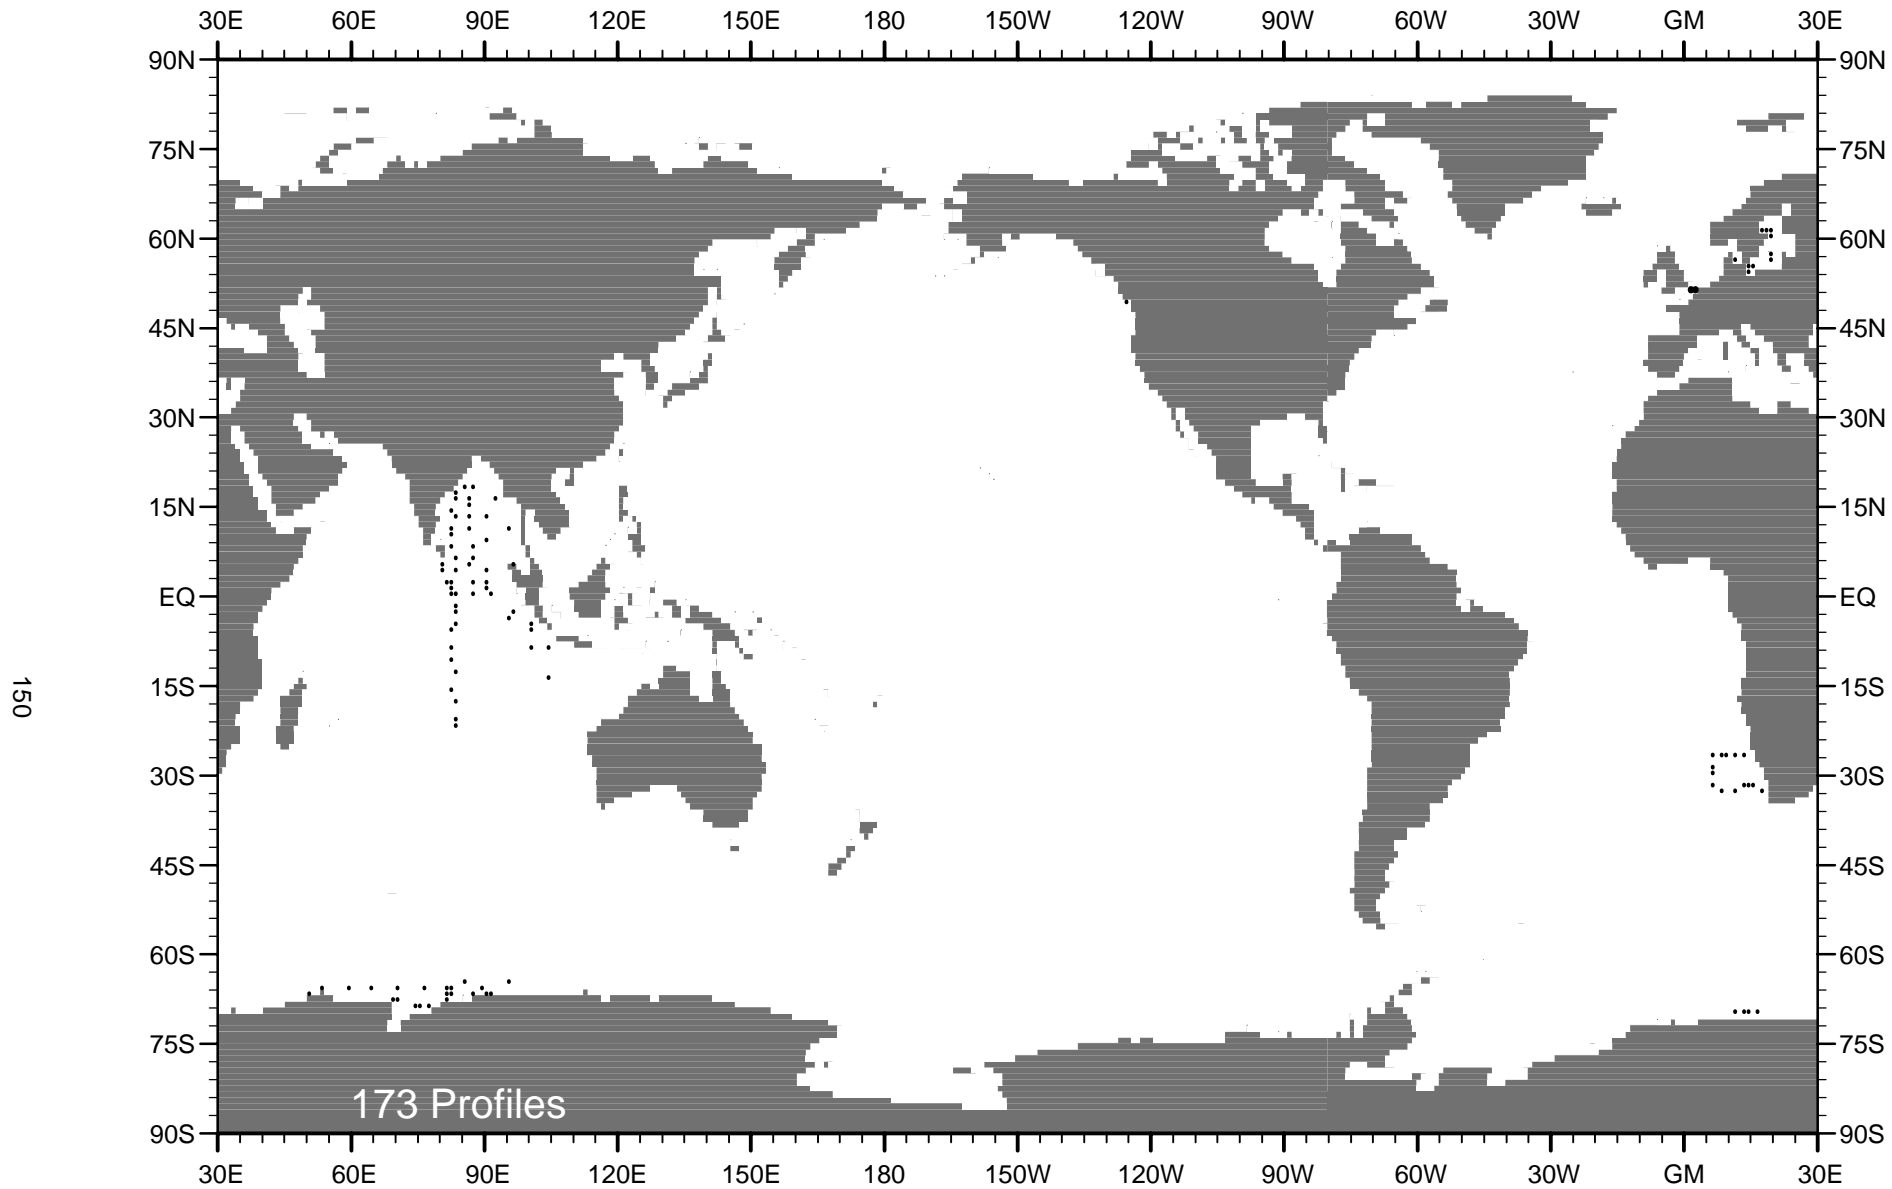 30E 60E 90E 120E 150E 180 150W 120W 90W 60W 30W GM 30E
90N 90N
75N 75N
60N 60N
45N 45N
30N 30N
15N 15N
EQ EQ
15S 15S
30S 30S
45S 45S
60S 60S
75S 75S
90S 90S
173 Profiles
30E 60E 90E 120E 150E 180 150W 120W 90W 60W 30W GM 30E
150